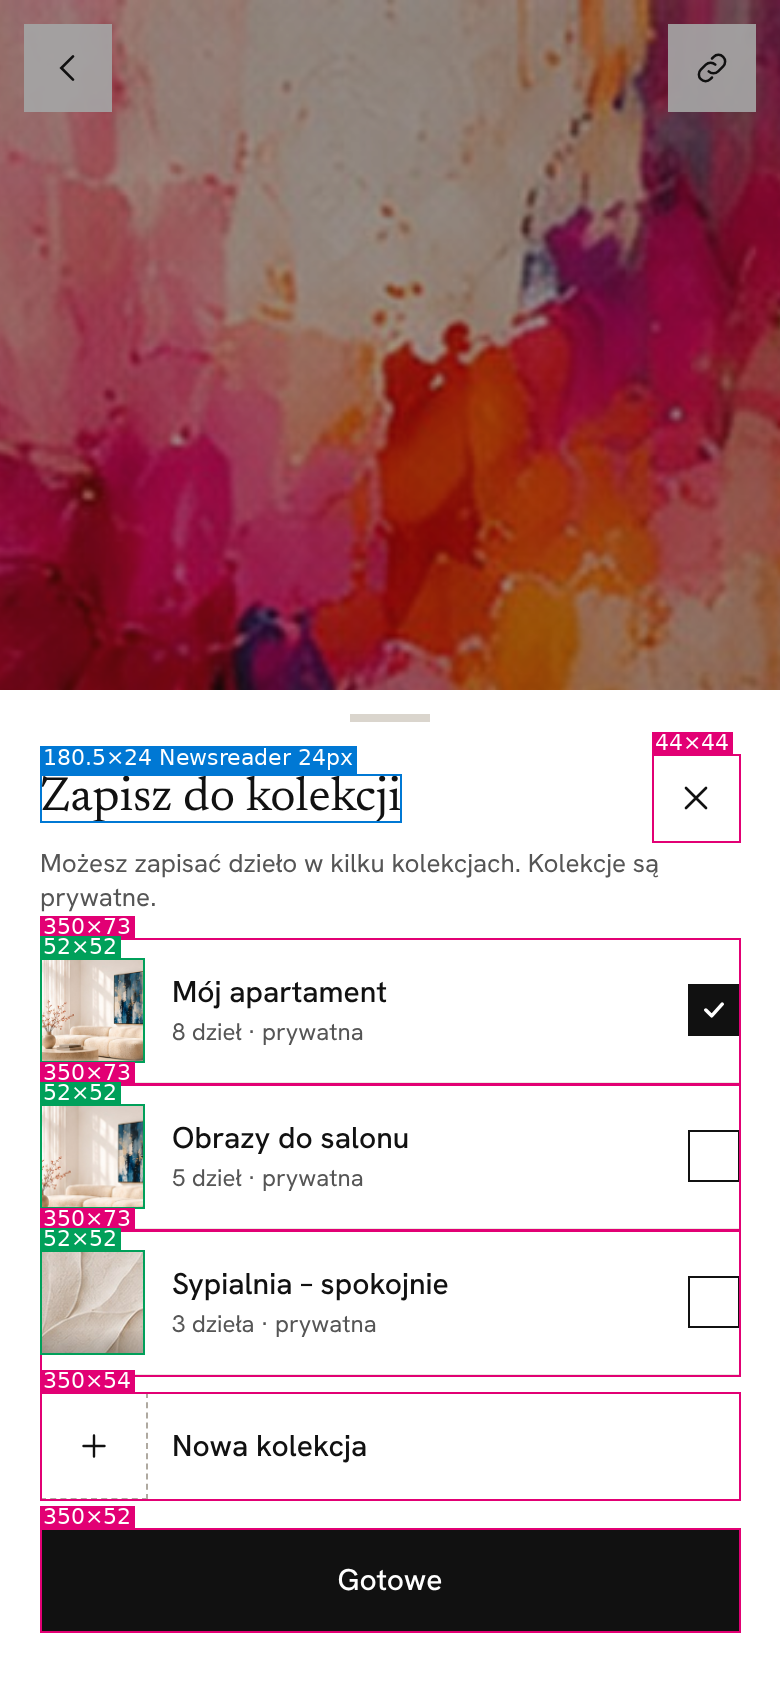 44×44
180.5×24 Newsreader 24px
Zapisz do kolekcji
Możesz zapisać dzieło w kilku kolekcjach. Kolekcje są
prywatne.
350×73
52×52
Mój apartament
8 dzieł · prywatna
350×73
52×52
Obrazy do salonu
5 dzieł · prywatna
350×73
52×52
Sypialnia – spokojnie
3 dzieła · prywatna
350×54
Nowa kolekcja
350×52
Gotowe